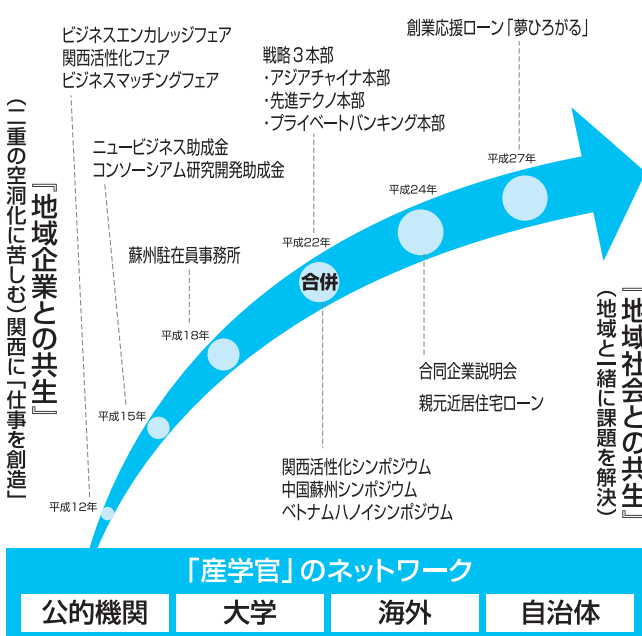 ビジネスエンカレッジフェア
関西活性化フェア
ビジネスマッチングフェア
戦略3本部
・アジアチャイナ本部
・先進テクノ本部
・プライベートバンキング本部
創業応援ローン「夢ひろがる」
ニュービジネス助成金
コンソーシアム研究開発助成金
蘇州駐在員事務所
平成12年
平成15年
平成18年
平成22年
合併
平成24年
平成27年
『地域企業との共生』
（二重の空洞化に苦しむ）関西に「仕事を創造」
合同企業説明会
親元近居住宅ローン
関西活性化シンポジウム
中国蘇州シンポジウム
ベトナムハノイシンポジウム
『地域社会との共生』
（地域と一緒に課題を解決）
「産学官」のネットワーク
公的機関
大学
海外
自治体